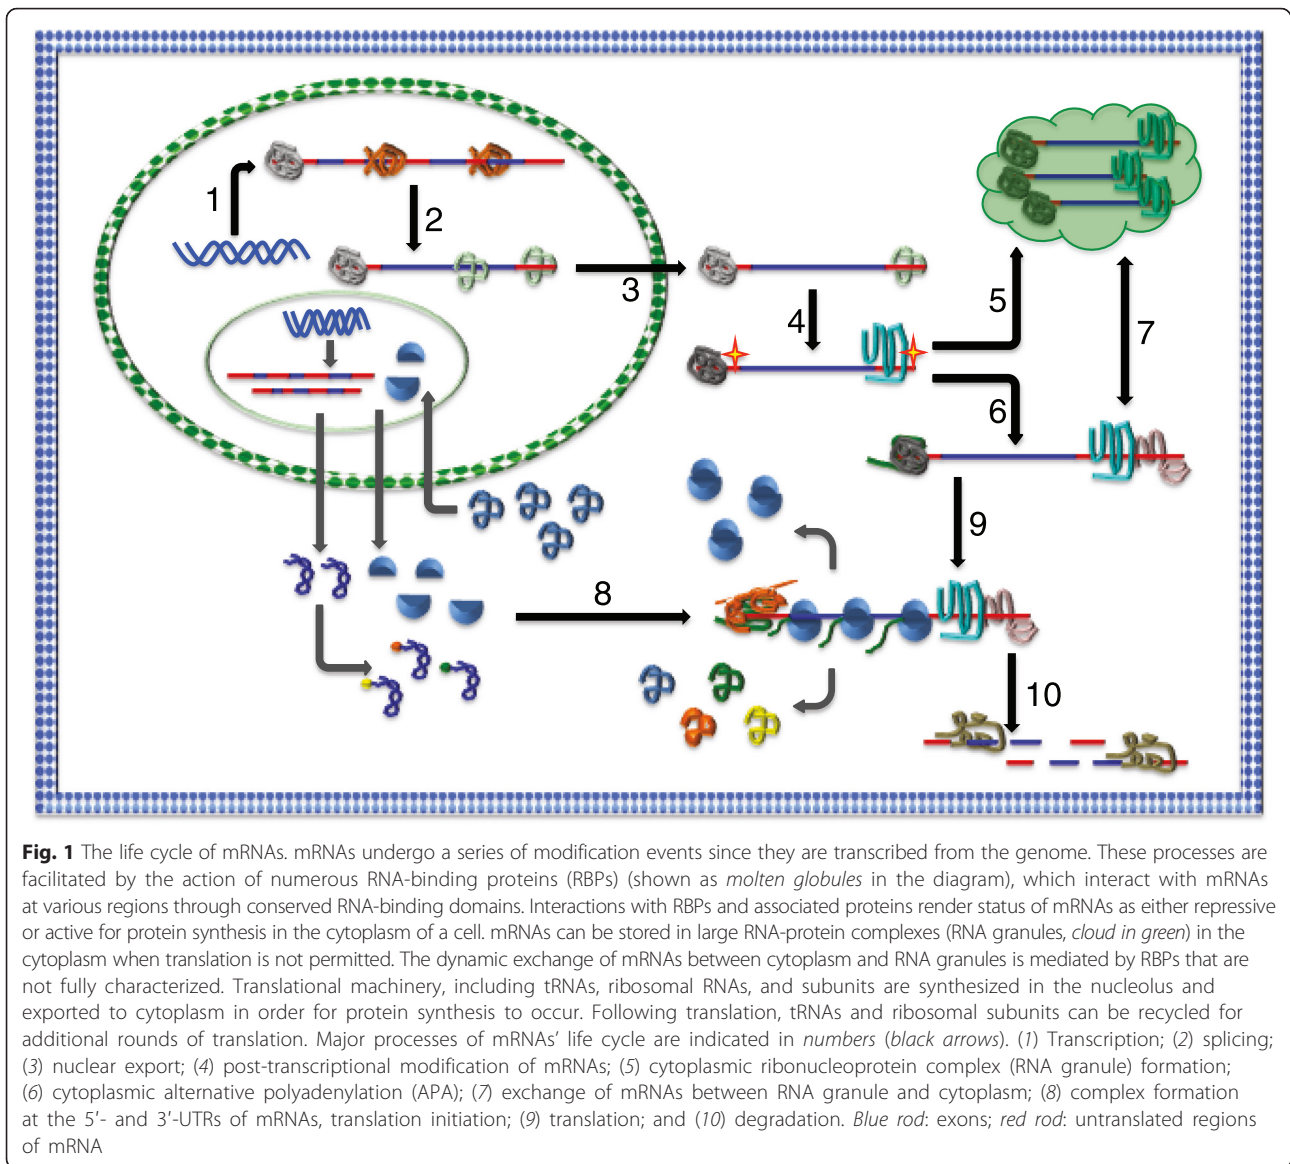 1
2
3
4
5
6
7
8
9
10
Fig. 1 The life cycle of mRNAs. mRNAs undergo a series of modification events since they are transcribed from the genome. These processes are
facilitated by the action of numerous RNA-binding proteins (RBPs) (shown as molten globules in the diagram), which interact with mRNAs
at various regions through conserved RNA-binding domains. Interactions with RBPs and associated proteins render status of mRNAs as either repressive
or active for protein synthesis in the cytoplasm of a cell. mRNAs can be stored in large RNA-protein complexes (RNA granules, cloud in green) in the
cytoplasm when translation is not permitted. The dynamic exchange of mRNAs between cytoplasm and RNA granules is mediated by RBPs that are
not fully characterized. Translational machinery, including tRNAs, ribosomal RNAs, and subunits are synthesized in the nucleolus and
exported to cytoplasm in order for protein synthesis to occur. Following translation, tRNAs and ribosomal subunits can be recycled for
additional rounds of translation. Major processes of mRNAs' life cycle are indicated in numbers (black arrows). (1) Transcription; (2) splicing;
(3) nuclear export; (4) post-transcriptional modification of mRNAs; (5) cytoplasmic ribonucleoprotein complex (RNA granule) formation;
(6) cytoplasmic alternative polyadenylation (APA); (7) exchange of mRNAs between RNA granule and cytoplasm; (8) complex formation
at the 5'- and 3'-UTRs of mRNAs, translation initiation; (9) translation; and (10) degradation. Blue rod: exons; red rod: untranslated regions
of mRNA